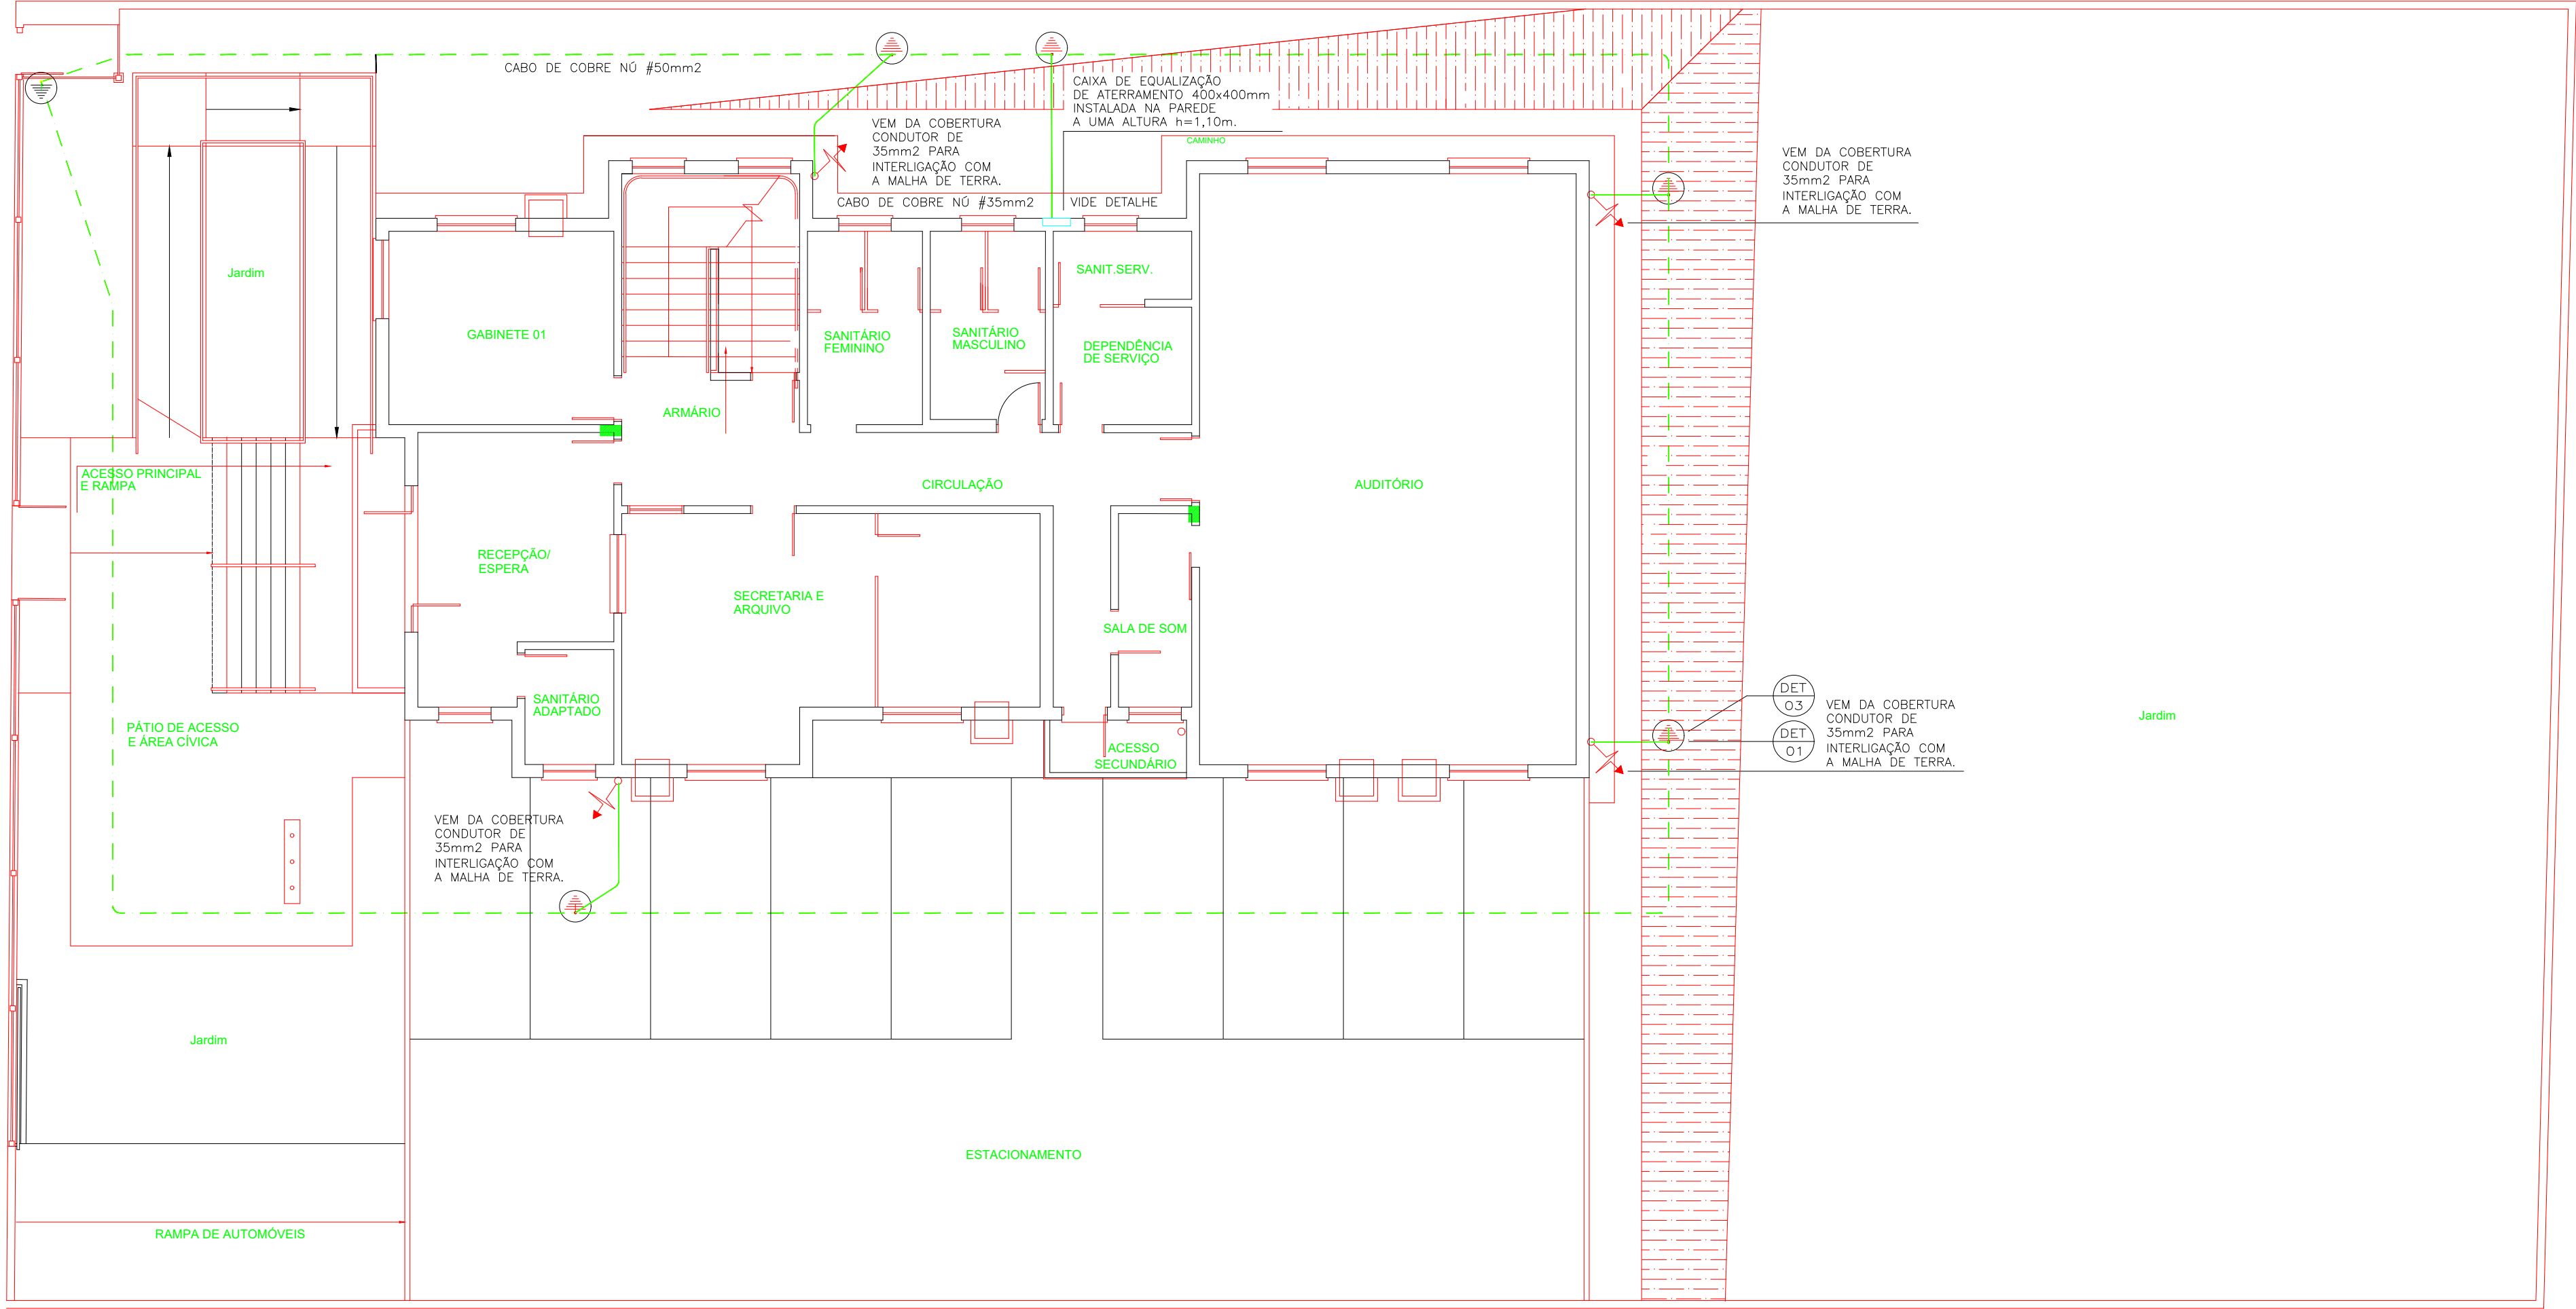 CABO DE COBRE NÚ #50mm2
CAIXA DE EQUALIZAÇÃO
DE ATERRAMENTO 400x400mm
INSTALADA NA PAREDE
A UMA ALTURA h=1,10m.
VEM DA COBERTURA
CONDUTOR DE
35mm2 PARA
INTERLIGAÇÃO COM
A MALHA DE TERRA.
CAMINHO
VEM DA COBERTURA
CONDUTOR DE
35mm2 PARA
INTERLIGAÇÃO COM
A MALHA DE TERRA.
CABO DE COBRE NÚ #35mm2
VIDE DETALHE
Jardim
SANIT.SERV.
GABINETE 01
SANITÁRIO
FEMININO
SANITÁRIO
MASCULINO
DEPENDÊNCIA
DE SERVIÇO
ARMÁRIO
ACESSO PRINCIPAL
E RAMPA
CIRCULAÇÃO
AUDITÓRIO
RECEPÇÃO/
ESPERA
SECRETARIA E
ARQUIVO
SALA DE SOM
SANITÁRIO
ADAPTADO
DET
03
DET
01
VEM DA COBERTURA
CONDUTOR DE
35mm2 PARA
INTERLIGAÇÃO COM
A MALHA DE TERRA.
Jardim
PÁTIO DE ACESSO
E ÁREA CÍVICA
ACESSO
SECUNDÁRIO
VEM DA COBERTURA
CONDUTOR DE
35mm2 PARA
INTERLIGAÇÃO COM
A MALHA DE TERRA.
Jardim
ESTACIONAMENTO
RAMPA DE AUTOMÓVEIS